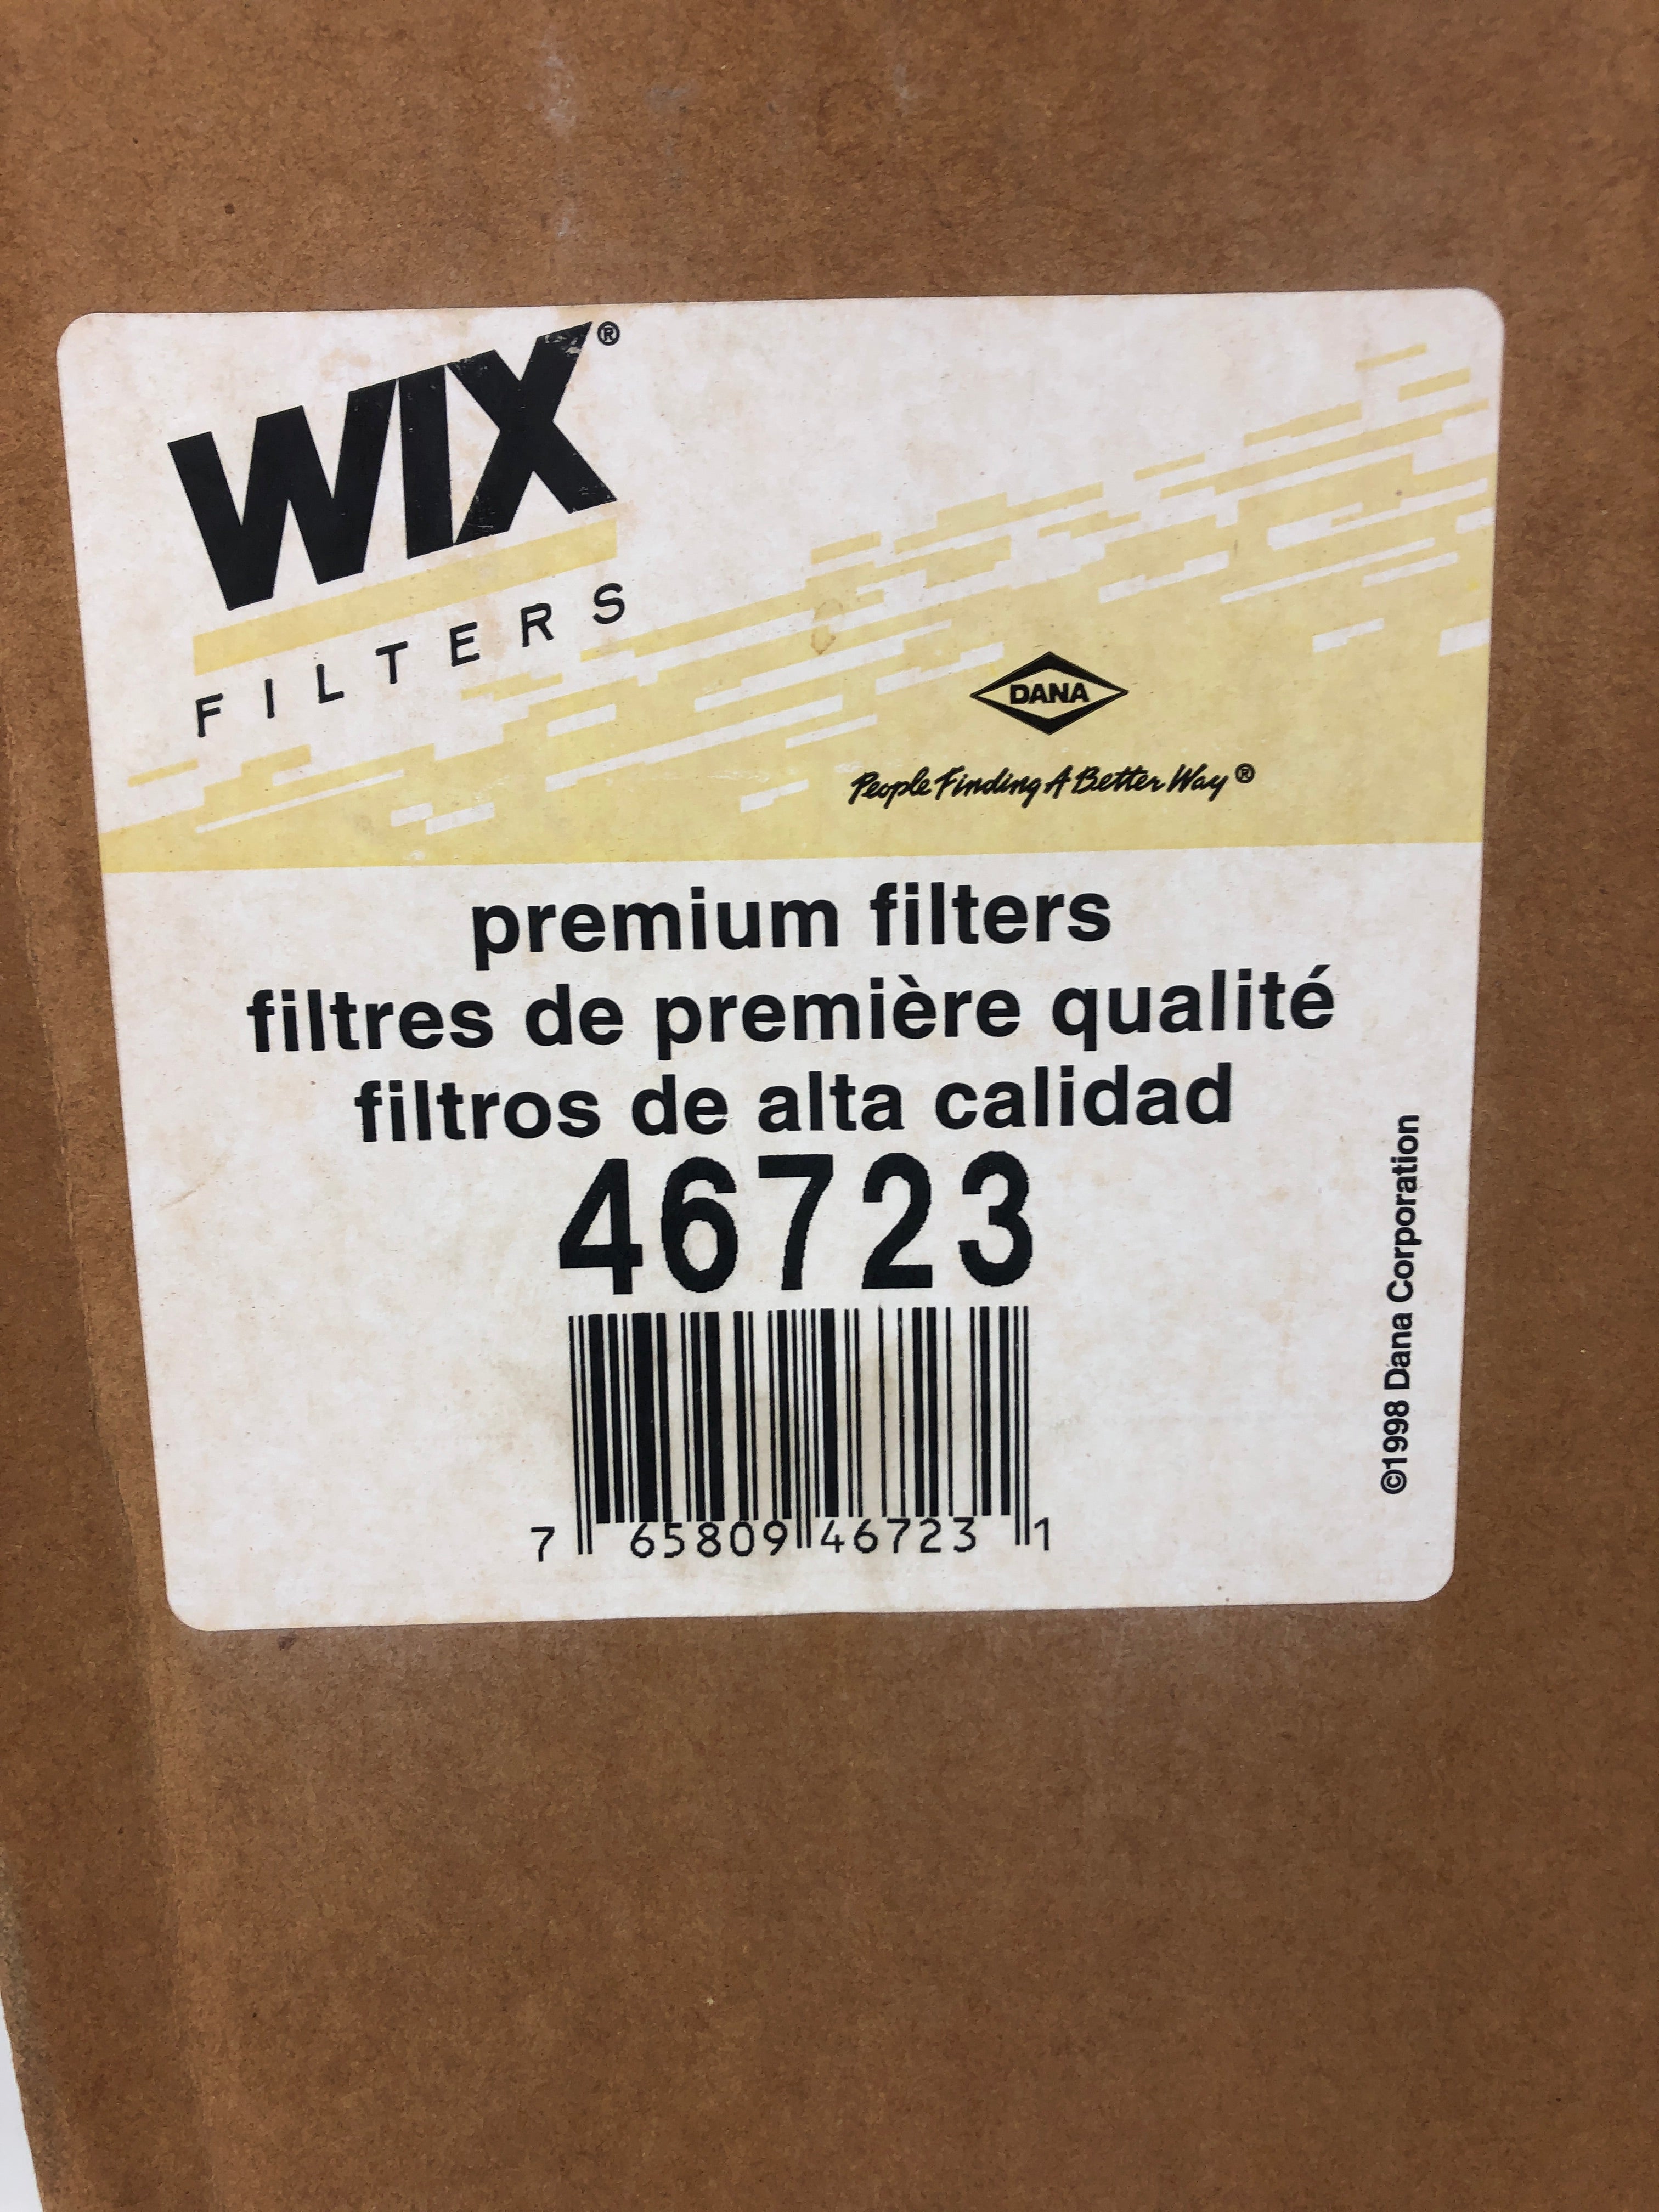 WIX®
FILTERS
DANA
People Finding A Better Way®
premium filters
filtres de première qualité
filtros de alta calidad
46723
7 65809 46723 1
©1998 Dana Corporation